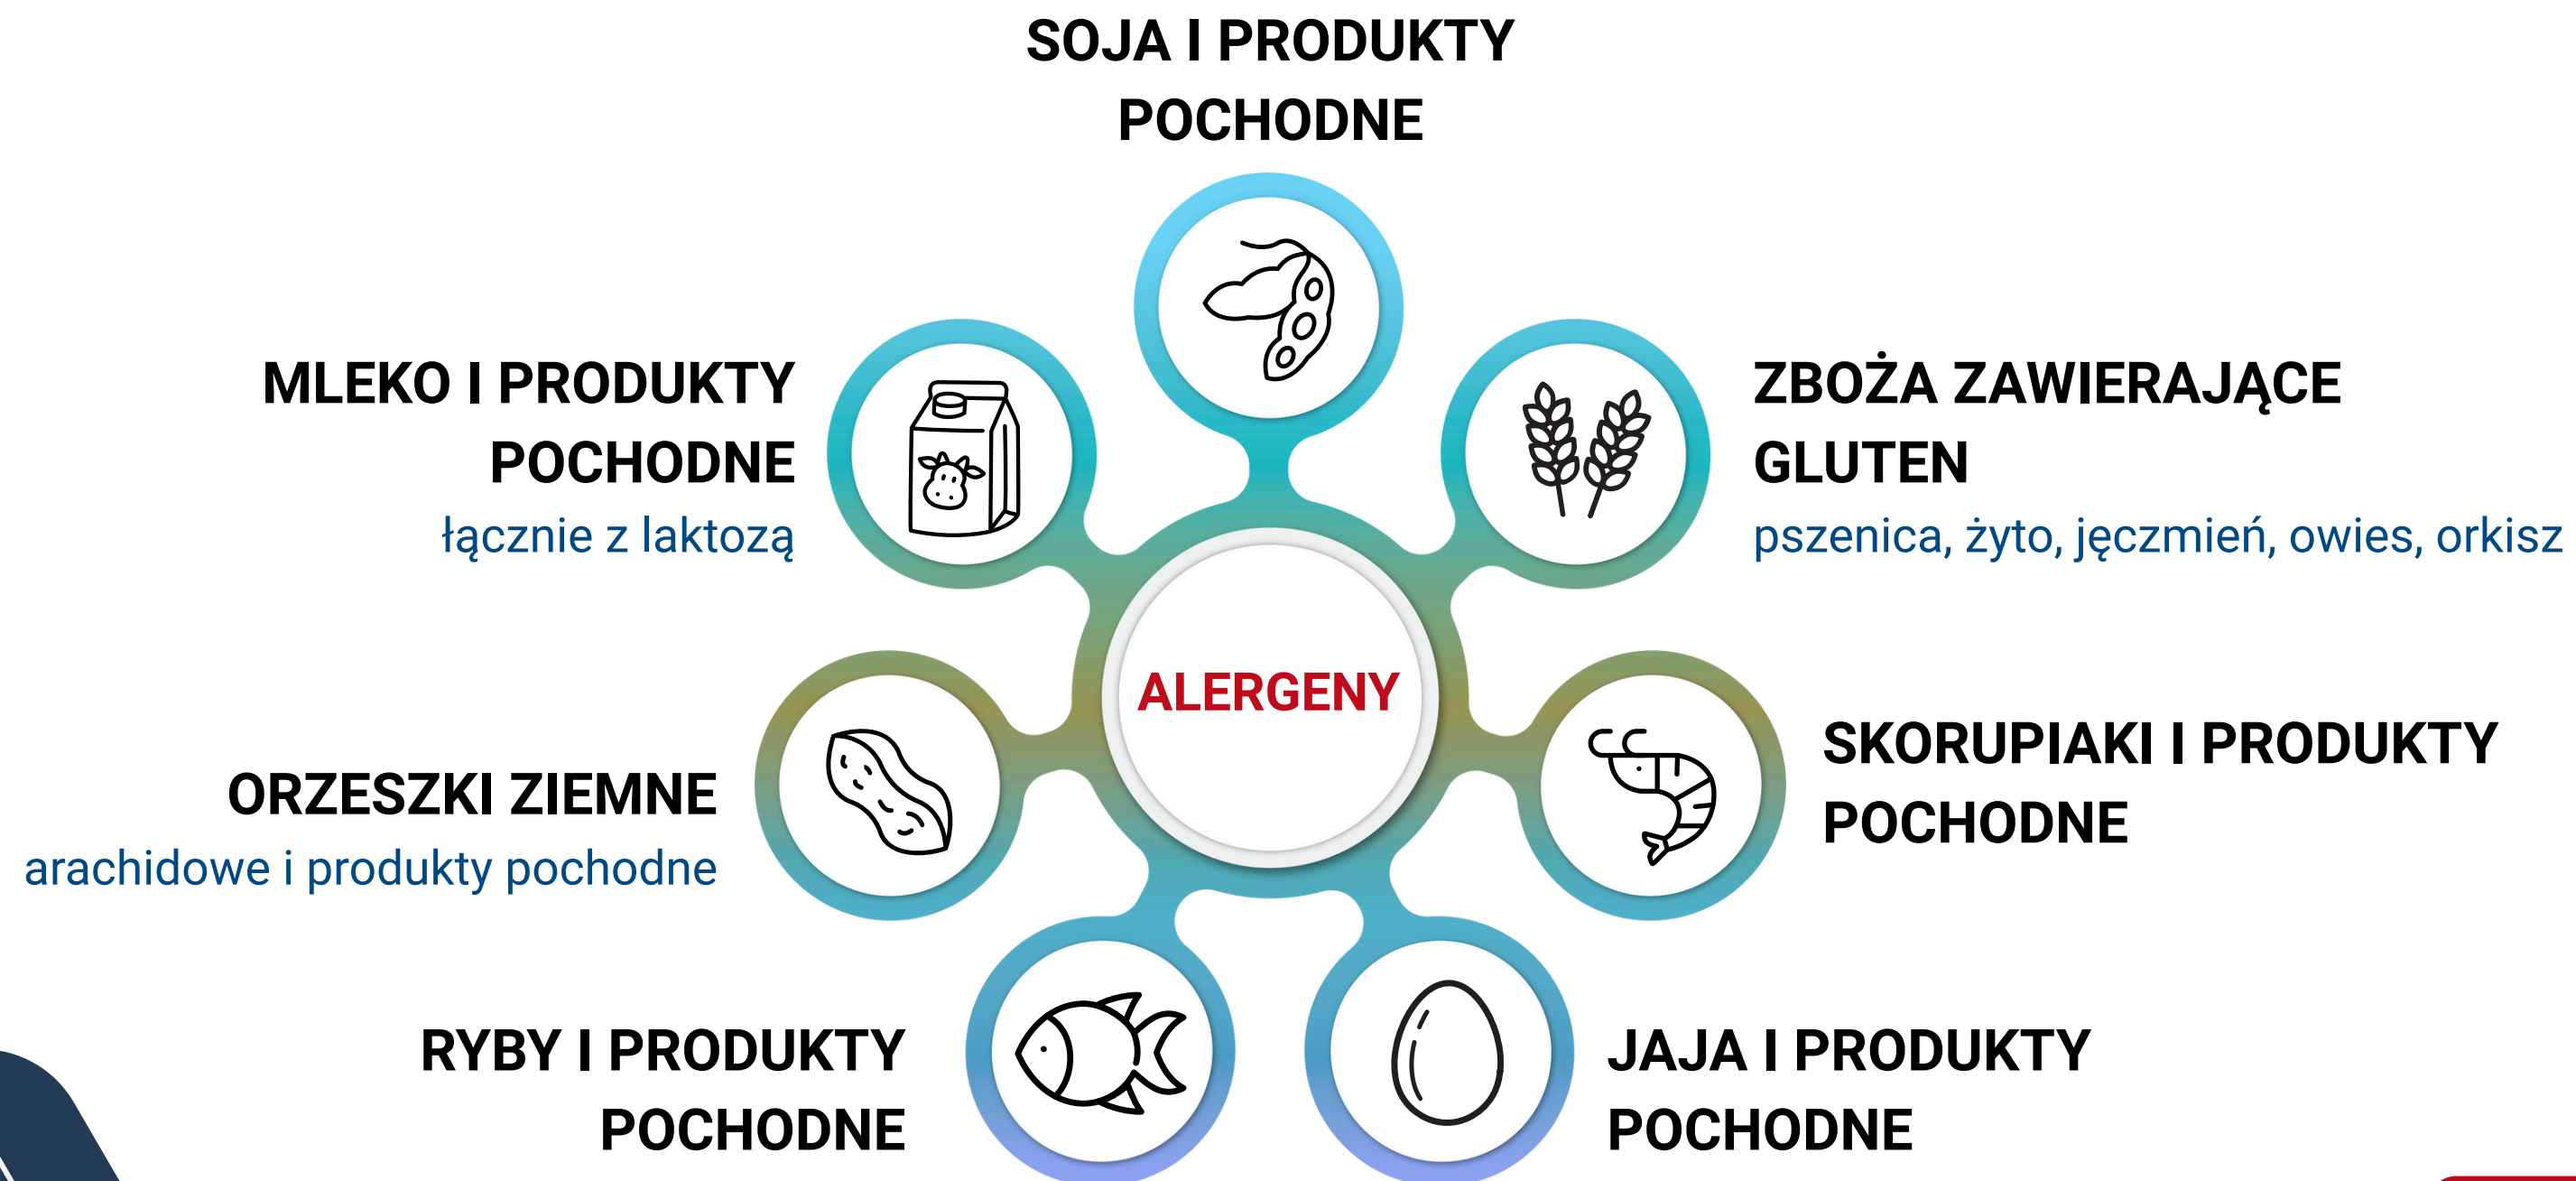 SOJA I PRODUKTY
POCHODNE
MLEKO I PRODUKTY
POCHODNE
łącznie z laktozą
ZBOŻA ZAWIERAJĄCE
GLUTEN
pszenica, żyto, jęczmień, owies, orkisz
ALERGENY
ORZESZKI ZIEMNE
arachidowe i produkty pochodne
SKORUPIAKI I PRODUKTY
POCHODNE
RYBY I PRODUKTY
POCHODNE
JAJA I PRODUKTY
POCHODNE